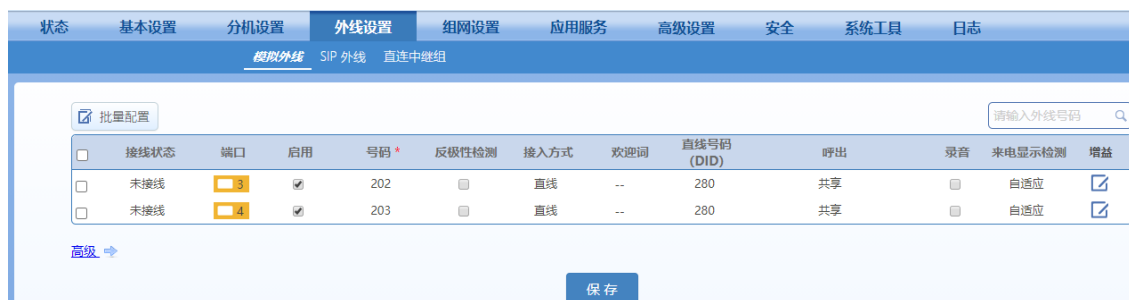 状态 基本设置 分机设置 外线设置 组网设置 应用服务 高级设置 安全 系统工具 日志
模拟外线 SIP 外线 直连中继组
批量配置 请输入外线号码
接线状态 端口 启用 号码 * 反极性检测 接入方式 欢迎词 直线号码 (DID) 呼出 录音 来电显示检测 增益
未接线 3 202 直线 -- 280 共享 自适应
未接线 4 203 直线 -- 280 共享 自适应
高级
保 存